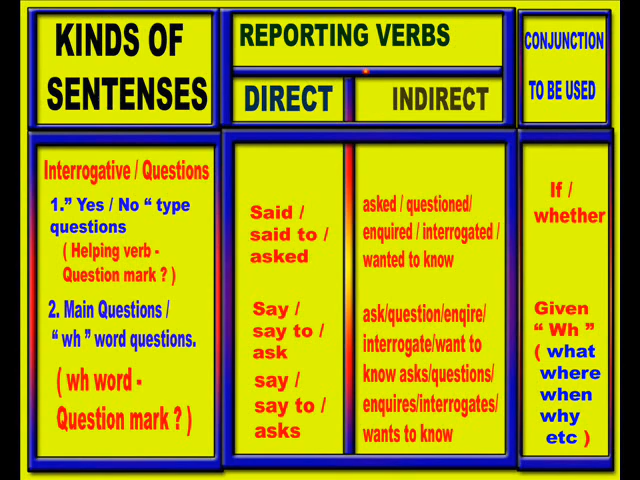 KINDS OF
SENTENSES
REPORTING VERBS
DIRECT
INDIRECT
CONJUNCTION
TO BE USED
Interrogative / Questions
1.” Yes / No “ type
questions
( Helping verb -
Question mark ? )
2. Main Questions /
“ wh ” word questions.
( wh word -
Question mark ? )
Said /
said to /
asked
Say /
say to /
ask
say /
say to /
asks
asked / questioned/
enquired / interrogated /
wanted to know
ask/question/enqire/
interrogate/want to
know asks/questions/
enquires/interrogates/
wants to know
If /
whether
Given
“ Wh ”
( what
where
when
why
etc )